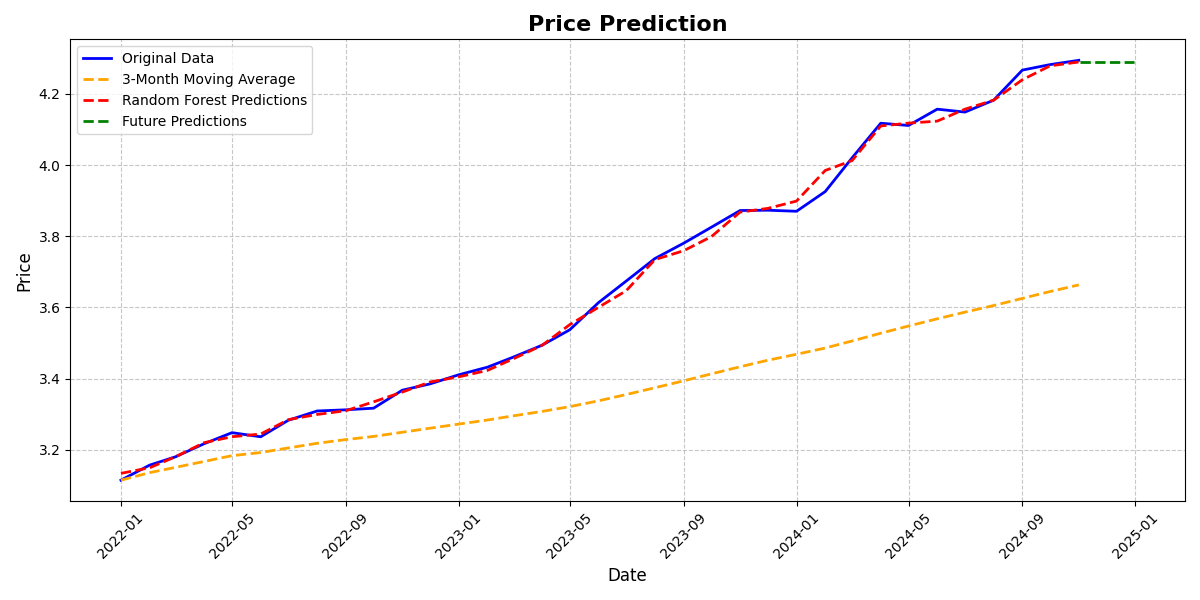 Price Prediction
Original Data
3-Month Moving Average
Random Forest Predictions
Future Predictions
Price
4.2
4.0
3.8
3.6
3.4
3.2
2022-01
2022-05
2022-09
2023-01
2023-05
2023-09
2024-01
2024-05
2024-09
2025-01
Date